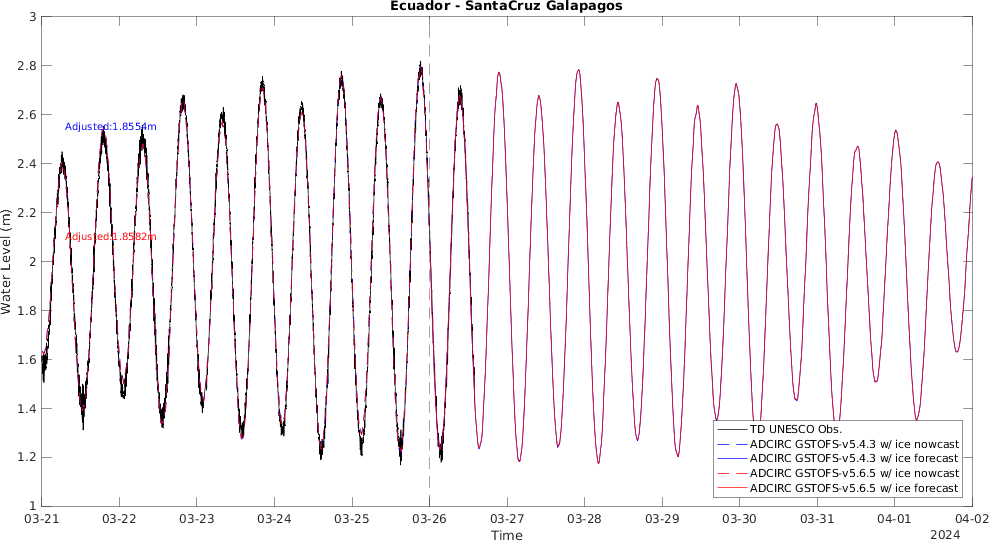 Ecuador - SantaCruz Galapagos
3
2.8
2.6
2.4
2.2
2
1.8
1.6
1.4
1.2
1
Water Level (m)
Adjusted:1.8554m
Adjusted:1.8582m
TD UNESCO Obs.
ADCIRC GSTOFS-v5.4.3 w/ ice nowcast
ADCIRC GSTOFS-v5.4.3 w/ ice forecast
ADCIRC GSTOFS-v5.6.5 w/ ice nowcast
ADCIRC GSTOFS-v5.6.5 w/ ice forecast
03-21 03-22 03-23 03-24 03-25 03-26 03-27 03-28 03-29 03-30 03-31 04-01 04-02
Time
2024